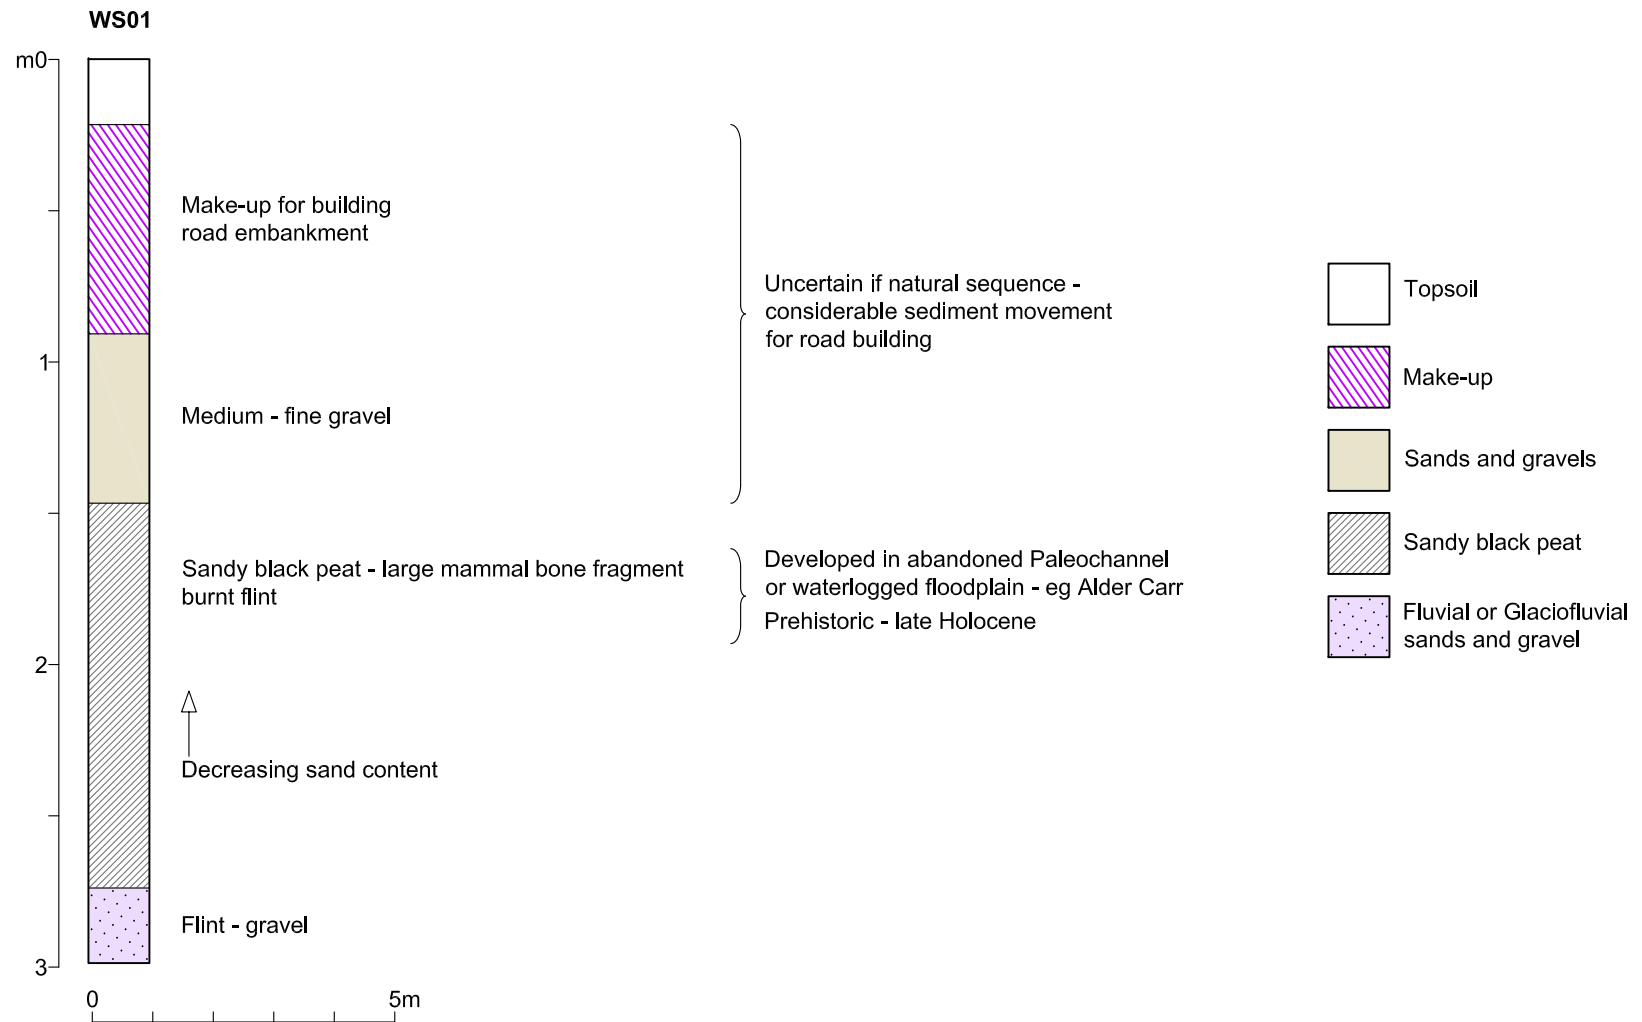 WS01
m0
Make-up for building
road embankment
1
Medium - fine gravel
Sandy black peat - large mammal bone fragment
burnt flint
2
Decreasing sand content
Flint - gravel
3
0 5m
Uncertain if natural sequence -
considerable sediment movement
for road building
Developed in abandoned Paleochannel
or waterlogged floodplain - eg Alder Carr
Prehistoric - late Holocene
Topsoil
Make-up
Sands and gravels
Sandy black peat
Fluvial or Glaciofluvial
sands and gravel